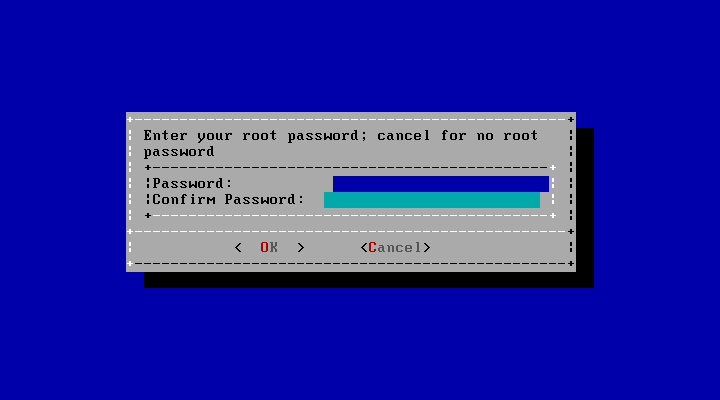 Enter your root password; cancel for no root
password
Password:
Confirm Password:
<  OK  >      <Cancel>